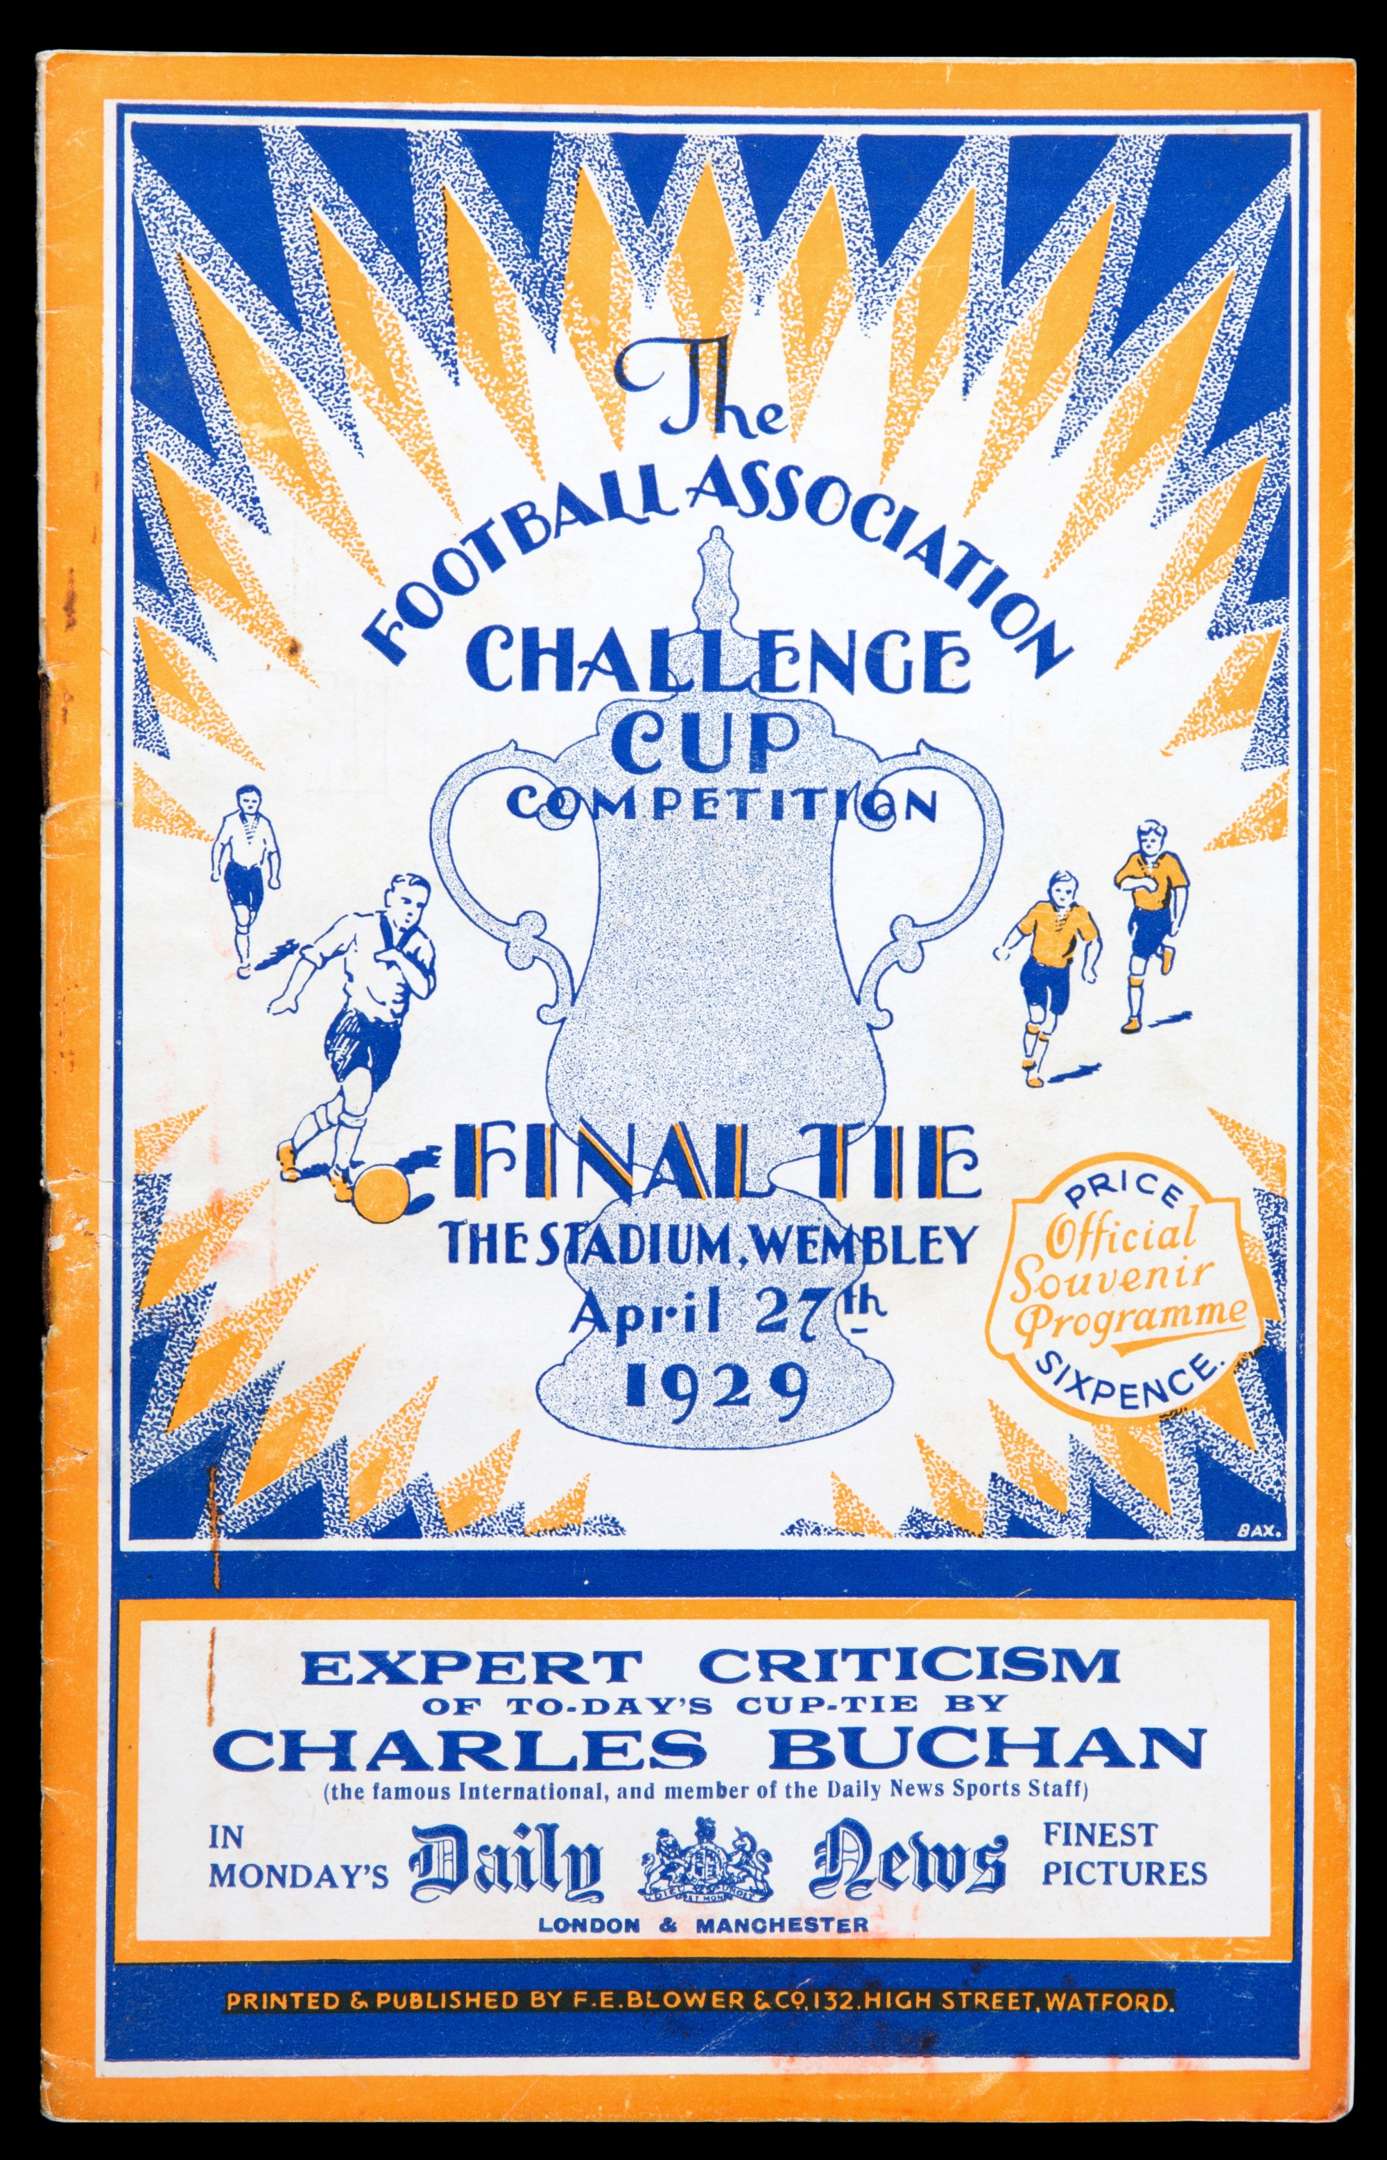 The
FOOTBALL ASSOCIATION
CHALLENGE
CUP
COMPETITION
FINAL TIE
THE STADIUM, WEMBLEY
April 27th
1929
PRICE
Official
Souvenir
Programme
SIXPENCE.
BAX.
EXPERT CRITICISM
OF TO-DAY'S CUP-TIE BY
CHARLES BUCHAN
(the famous International, and member of the Daily News Sports Staff)
IN
MONDAY'S
Daily News
FINEST
PICTURES
LONDON & MANCHESTER
PRINTED & PUBLISHED BY F.E.BLOWER & Co, 132.HIGH STREET, WATFORD.